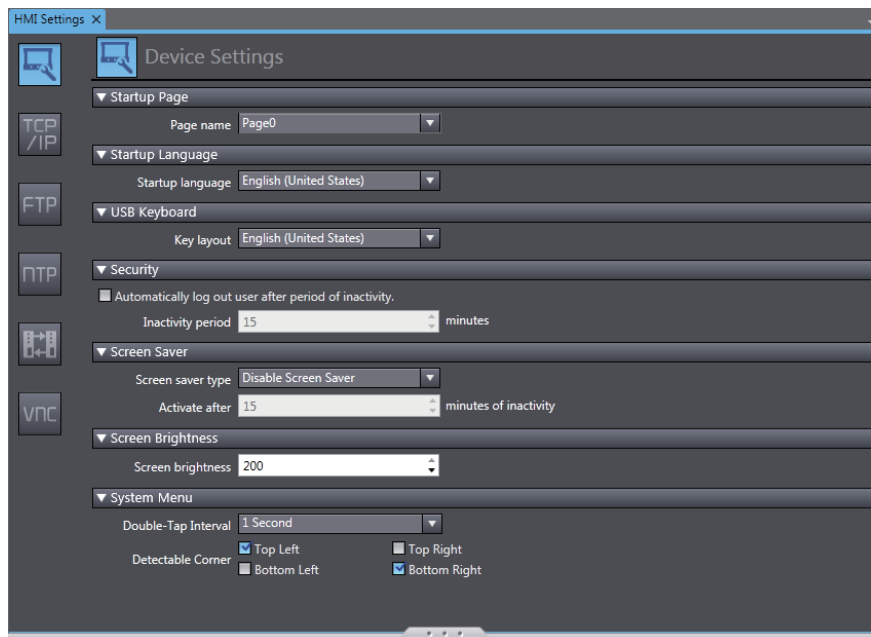 HMI Settings
Device Settings
Startup Page
Page name Page0
TCP
/IP
Startup Language
Startup language English (United States)
FTP
USB Keyboard
Key layout English (United States)
NTP
Security
Automatically log out user after period of inactivity.
Inactivity period 15 minutes
Screen Saver
Screen saver type Disable Screen Saver
Activate after 15 minutes of inactivity
VNC
Screen Brightness
Screen brightness 200
System Menu
Double-Tap Interval 1 Second
Detectable Corner
Top Left Top Right
Bottom Left Bottom Right